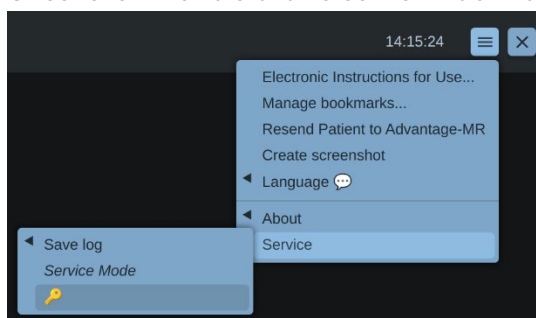 14:15:24
Electronic Instructions for Use...
Manage bookmarks...
Resend Patient to Advantage-MR
Create screenshot
Language 💬
About
Service
Save log
Service Mode
🔑